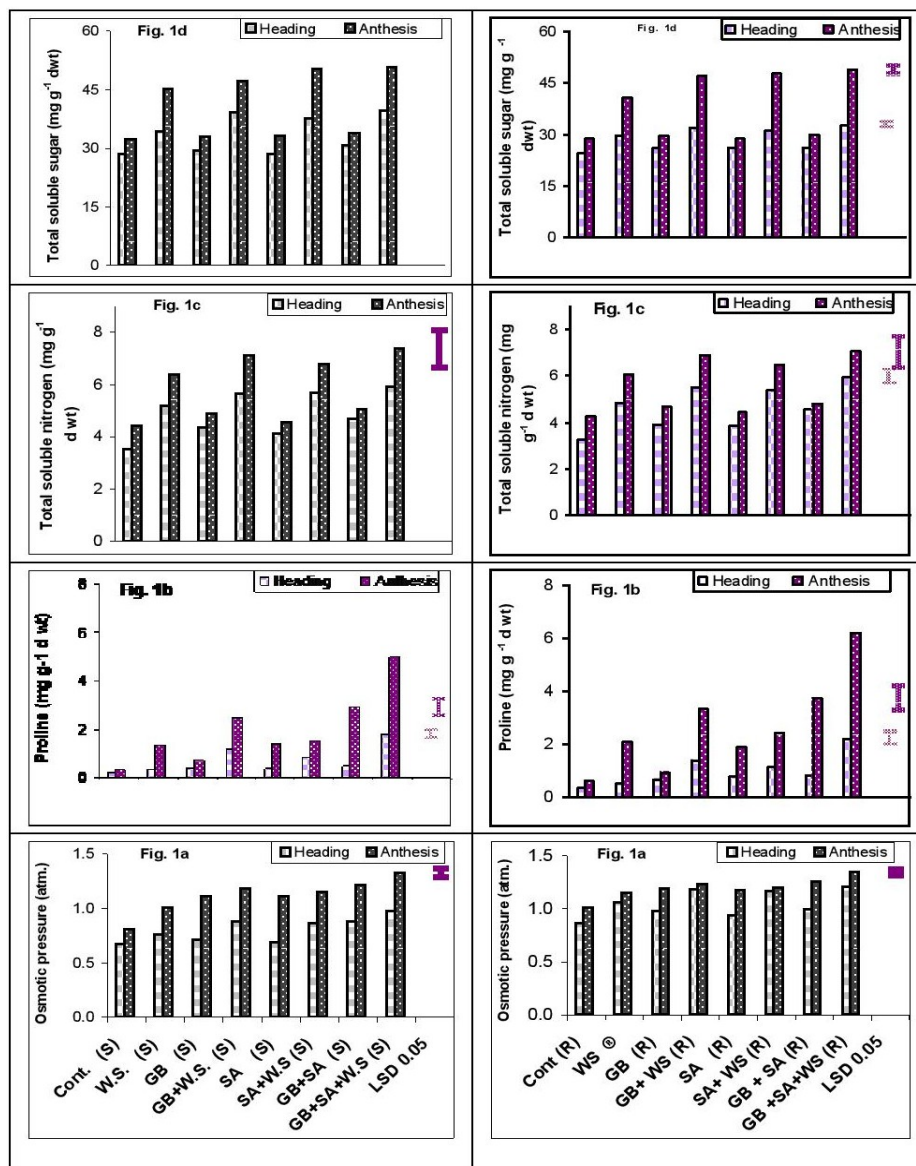 Fig. 1d
Heading
Anthesis
Total soluble sugar (mg g-1 dwt)
60
45
30
15
0
Fig. 1d
Heading
Anthesis
Total soluble sugar (mg g -1
dwt)
60
45
30
15
0
Fig. 1c
Heading
Anthesis
Total soluble nitrogen (mg g-1
d wt)
8
6
4
2
0
Fig. 1c
Heading
Anthesis
Total soluble nitrogen (mg
g-1 d wt)
8
6
4
2
0
Fig. 1b
Heading
Anthesis
Proline (mg g-1 d wt)
8
6
4
2
0
Fig. 1b
Heading
Anthesis
Proline (mg g -1 d wt)
8
6
4
2
0
Fig. 1a
Heading
Anthesis
Osmotic pressure (atm.)
1.5
1.0
0.5
0.0
Cont. (S)
W.S. (S)
GB (S)
GB+W.S. (S)
SA (S)
SA+W.S (S)
GB+SA (S)
GB+SA+W.S (S)
LSD 0.05
Fig. 1a
Heading
Anthesis
Osmotic pressure (atm.)
1.5
1.0
0.5
0.0
Cont (R)
WS ®
GB (R)
GB+ WS (R)
SA (R)
SA+ WS (R)
GB + SA (R)
GB +SA+WS (R)
LSD 0.05